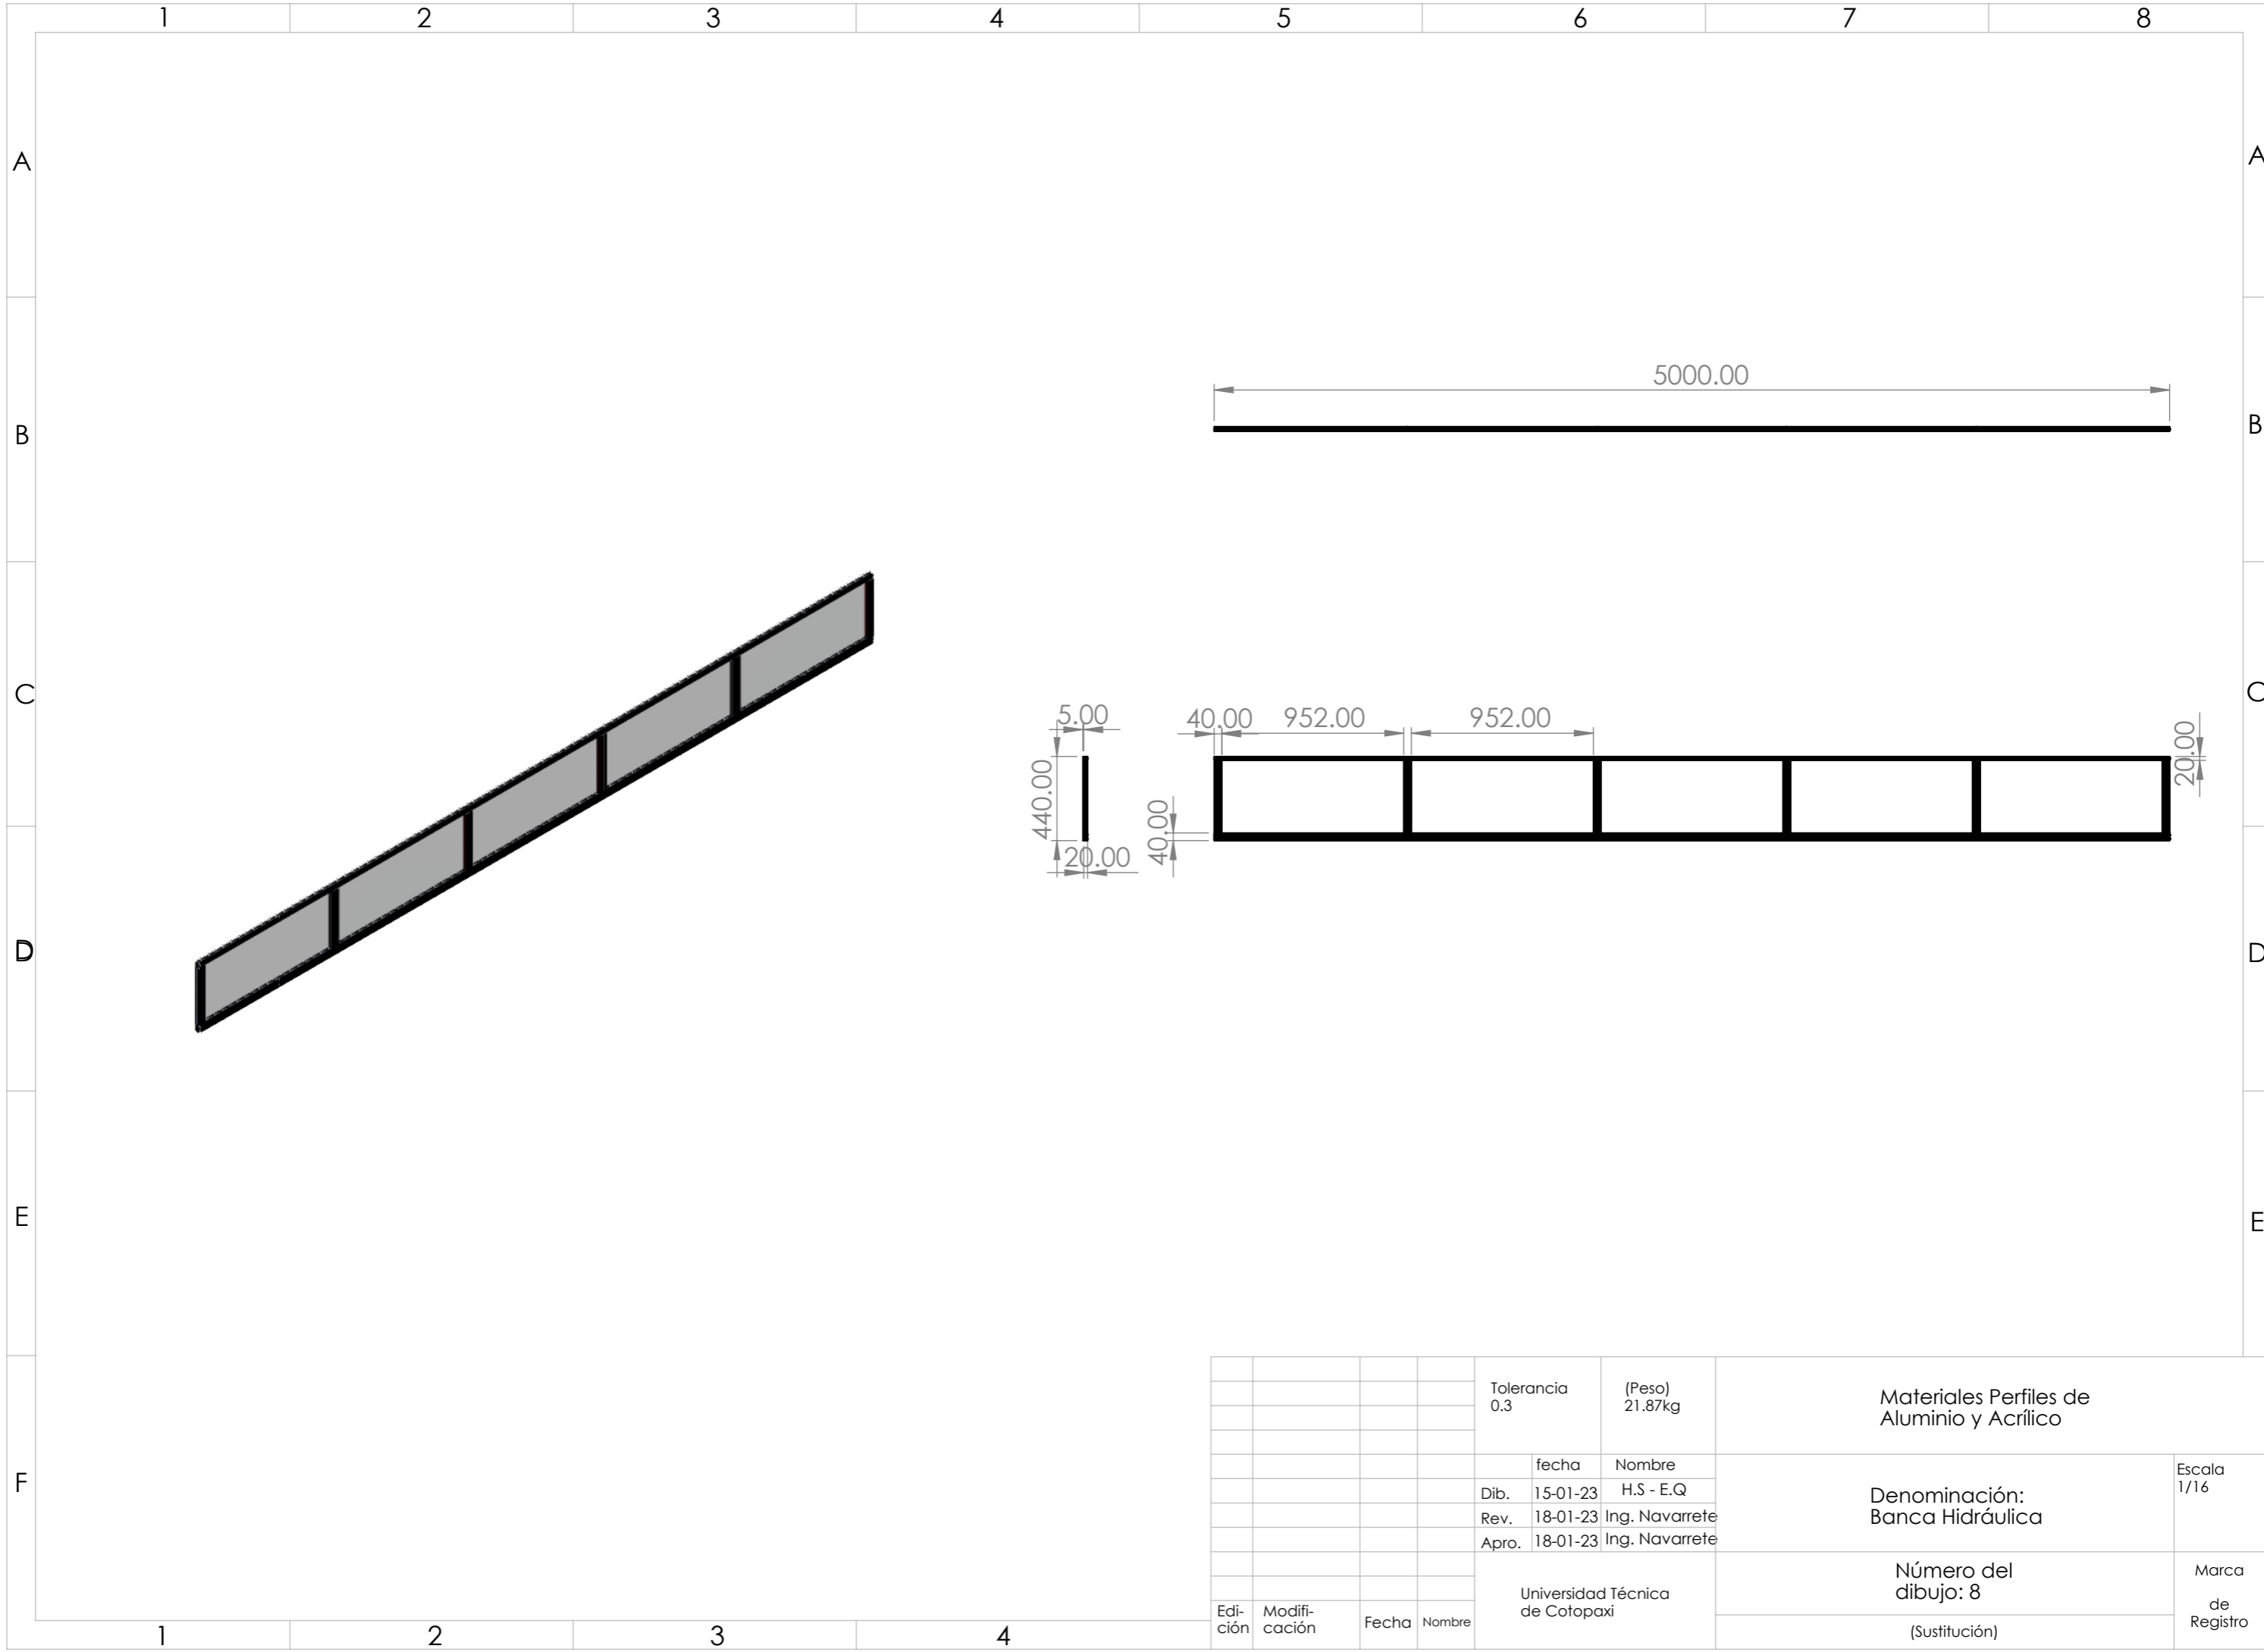 1 2 3 4 5 6 7 8
A A
B B
C C
D D
E E
F
5000.00
5.00
440.00
20.00
40.00 952.00 952.00
20.00
40.00
Tolerancia
0.3
(Peso)
21.87kg
Materiales Perfiles de
Aluminio y Acrílico
fecha Nombre
Dib. 15-01-23 H.S - E.Q
Rev. 18-01-23 Ing. Navarrete
Apro. 18-01-23 Ing. Navarrete
Denominación:
Banca Hidráulica
Escala
1/16
Universidad Técnica
de Cotopaxi
Número del
dibujo: 8
(Sustitución)
Marca
de
Registro
Edi-
ción
Modifi-
cación
Fecha
Nombre
1 2 3 4